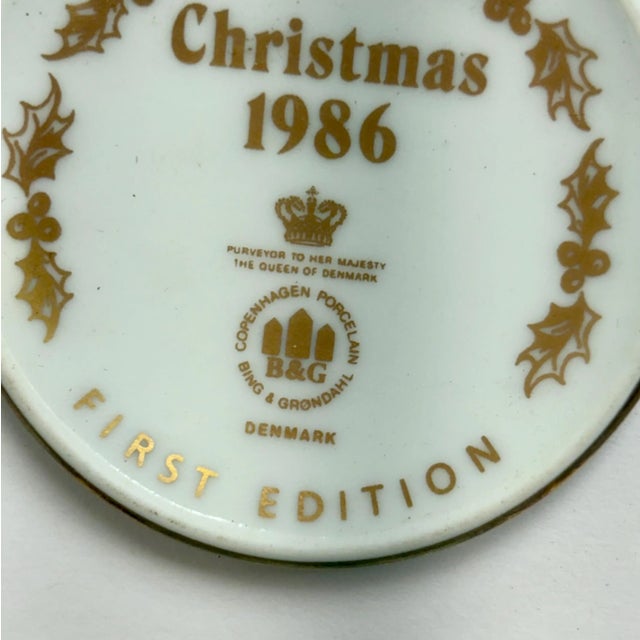 Christmas
1986
PURVEYOR TO HER MAJESTY
THE QUEEN OF DENMARK
COPENHAGEN PORCELAIN
B&G
BING & GRØNDAHL
DENMARK
FIRST EDITION